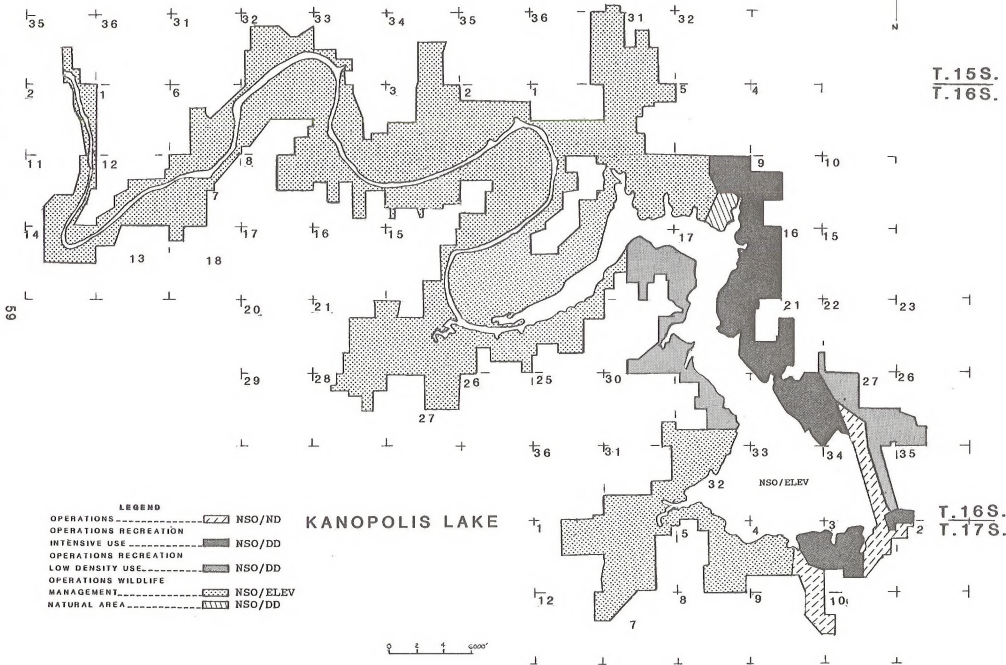 35 36 31 32 33 35 36 31 32
N
T.15S.
T.16S.
2 1 6 3 2 1 5 4
11 12 8 9 10
7
14 17 16 15 17 16 15
13 18
59
20 21 21 22 23
29 28 26 25 30 27 26
27
36 31 33 34 35
32 NSO/ELEV
LEGEND
OPERATIONS NSO/ND
OPERATIONS RECREATION
INTENSIVE USE NSO/DD
OPERATIONS RECREATION
LOW DENSITY USE NSO/DD
OPERATIONS WILDLIFE
MANAGEMENT NSO/ELEV
NATURAL AREA NSO/DD
KANOPOLIS LAKE
1 5 4 3 2
T.16S.
T.17S.
12 8 9 10
7
0 2 4 6000'